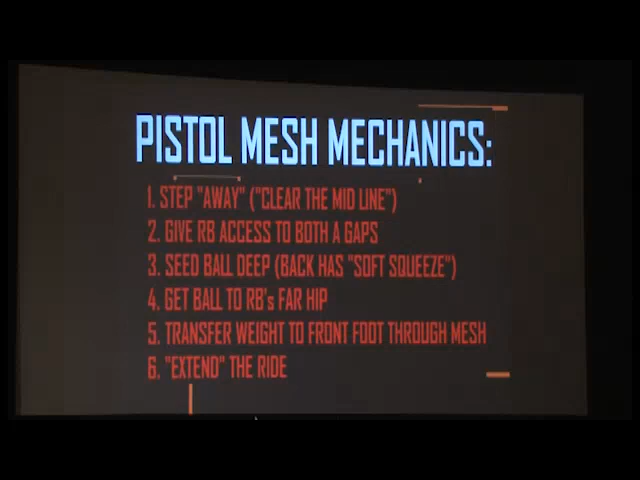 PISTOL MESH MECHANICS:
1. STEP "AWAY" ("CLEAR THE MID LINE")
2. GIVE RB ACCESS TO BOTH A GAPS
3. SEED BALL DEEP (BACK HAS "SOFT SQUEEZE")
4. GET BALL TO RB's FAR HIP
5. TRANSFER WEIGHT TO FRONT FOOT THROUGH MESH
6. "EXTEND" THE RIDE